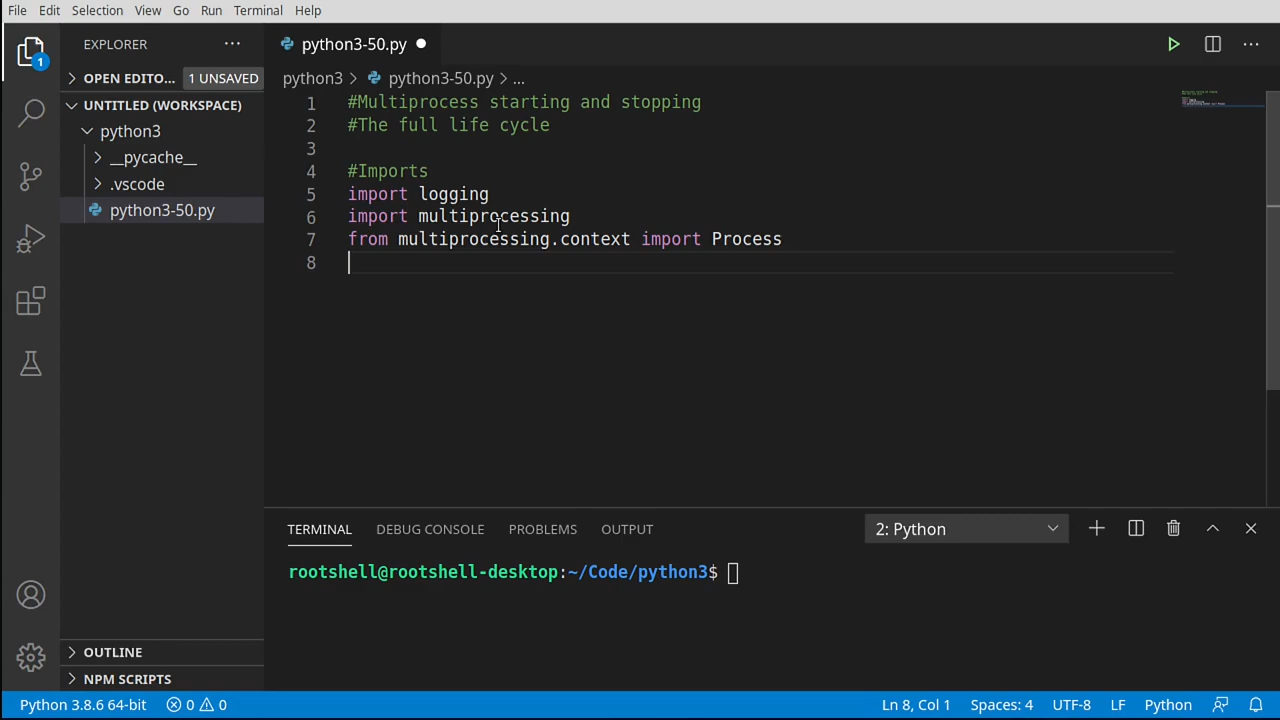 File Edit Selection View Go Run Terminal Help
EXPLORER
python3-50.py
1
OPEN EDITO... 1 UNSAVED
UNTITLED (WORKSPACE)
python3
__pycache__
.vscode
python3-50.py
OUTLINE
NPM SCRIPTS
python3 > python3-50.py > ...
1 #Multiprocess starting and stopping
2 #The full life cycle
3
4 #Imports
5 import logging
6 import multiprocessing
7 from multiprocessing.context import Process
8
TERMINAL DEBUG CONSOLE PROBLEMS OUTPUT 2: Python
rootshell@rootshell-desktop:~/Code/python3$
Python 3.8.6 64-bit 0 0 Ln 8, Col 1 Spaces: 4 UTF-8 LF Python